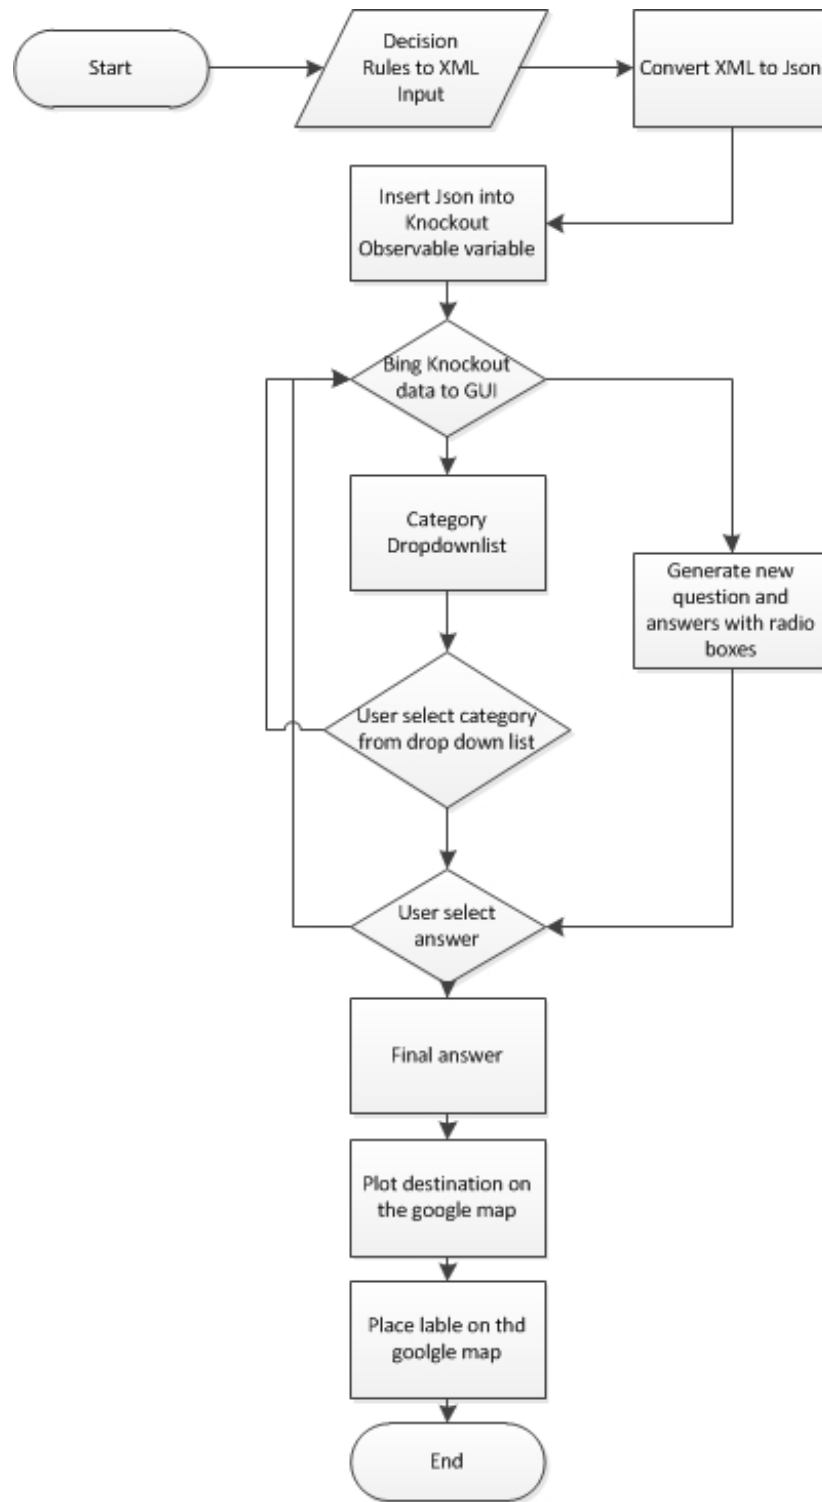 Start
Decision
Rules to XML
Input
Convert XML to Json
Insert Json into
Knockout
Observable variable
Bing Knockout
data to GUI
Category
Dropdownlist
Generate new
question and
answers with radio
boxes
User select category
from drop down list
User select
answer
Final answer
Plot destination on
the google map
Place lable on thd
goolgle map
End